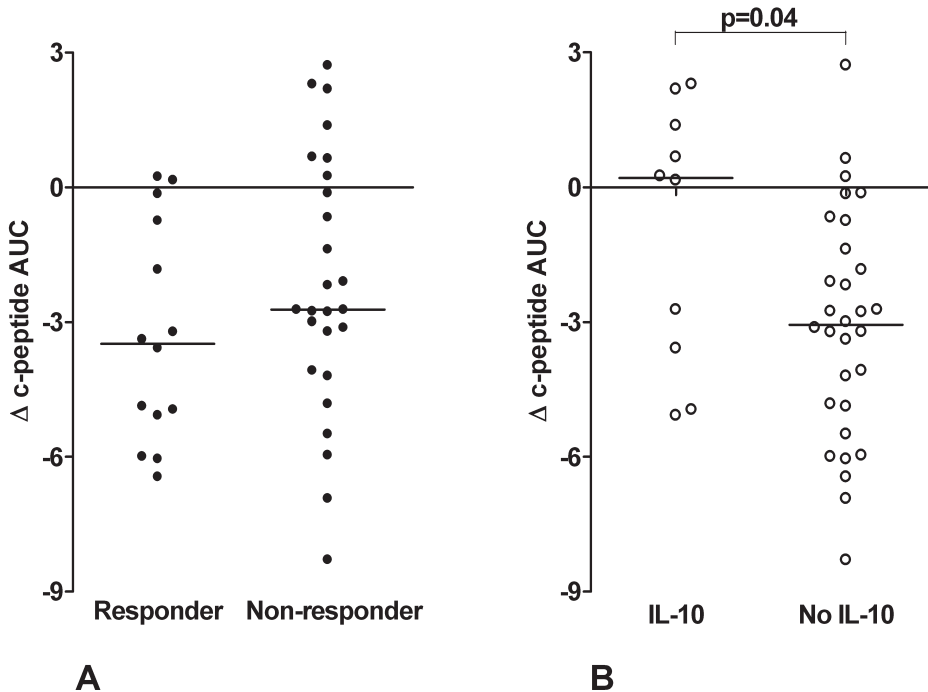 p=0.04
3
0
-3
-6
-9
Δ c-peptide AUC
Responder Non-responder
A
3
0
-3
-6
-9
Δ c-peptide AUC
IL-10 No IL-10
B